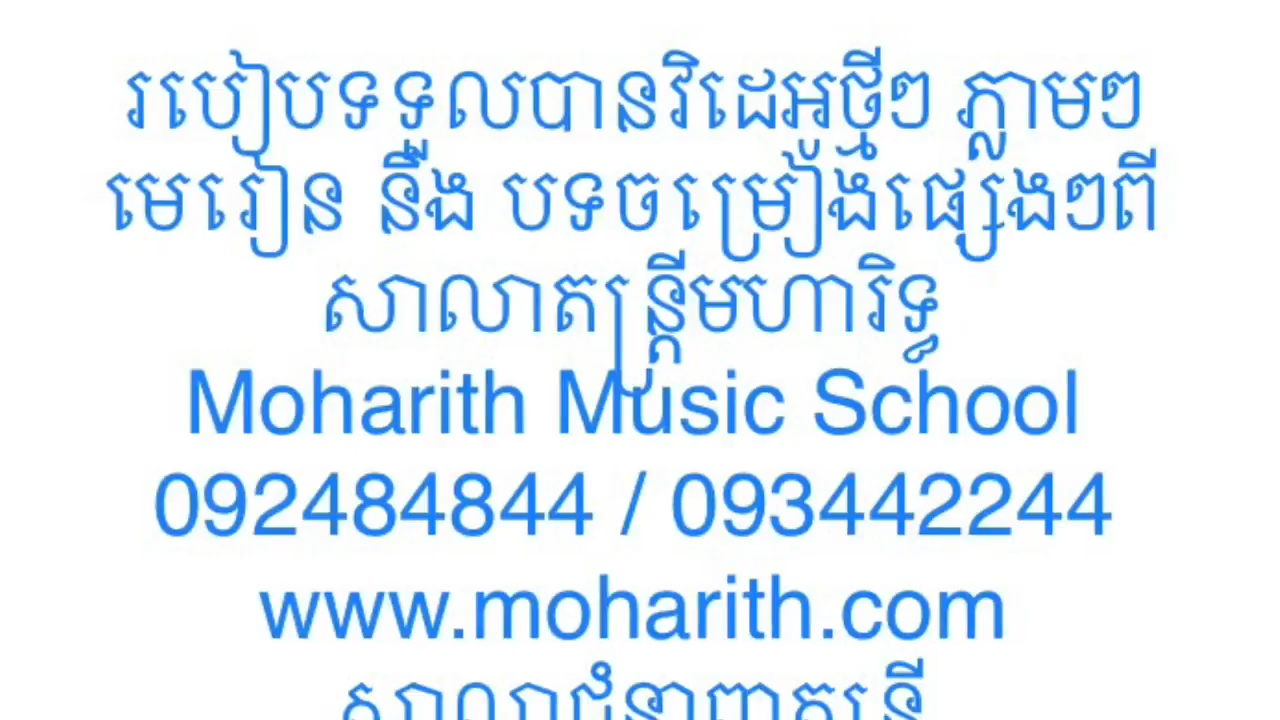 របៀបទទួលបានវិដេអូថ្មីៗ ភ្លាមៗ
មេរៀន នឹង បទចម្រៀងផ្សេងៗពី
សាលាតន្ត្រីមហារិទ្ធ
Moharith Music School
092484844 / 093442244
www.moharith.com